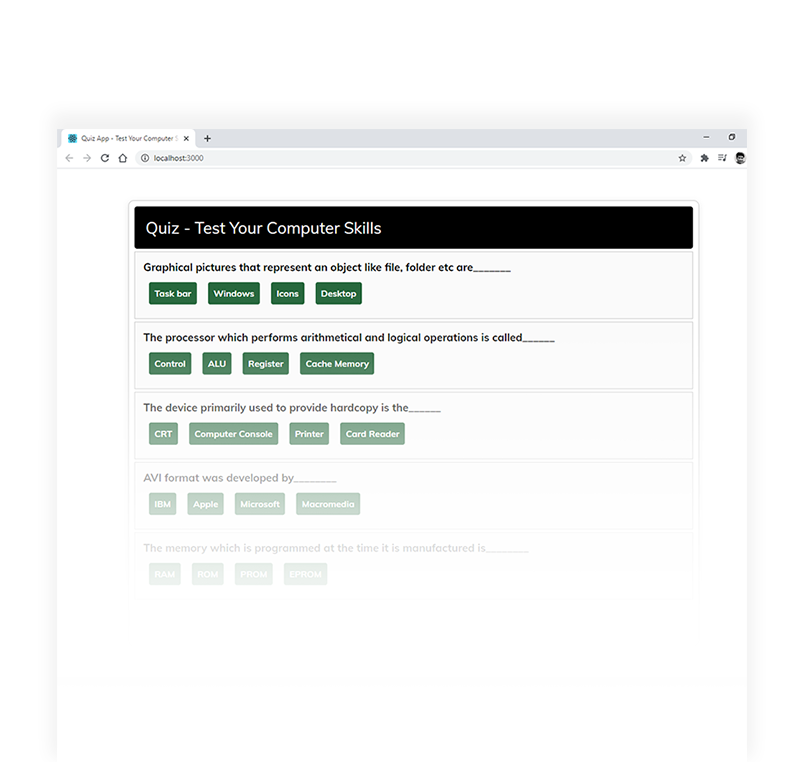 Quiz App - Test Your Computer S
localhost:3000
Quiz - Test Your Computer Skills
Graphical pictures that represent an object like file, folder etc are_______
Task bar Windows Icons Desktop
The processor which performs arithmetical and logical operations is called______
Control ALU Register Cache Memory
The device primarily used to provide hardcopy is the______
CRT Computer Console Printer Card Reader
AVI format was developed by________
IBM Apple Microsoft Macromedia
The memory which is programmed at the time it is manufactured is________
RAM ROM PROM EPROM